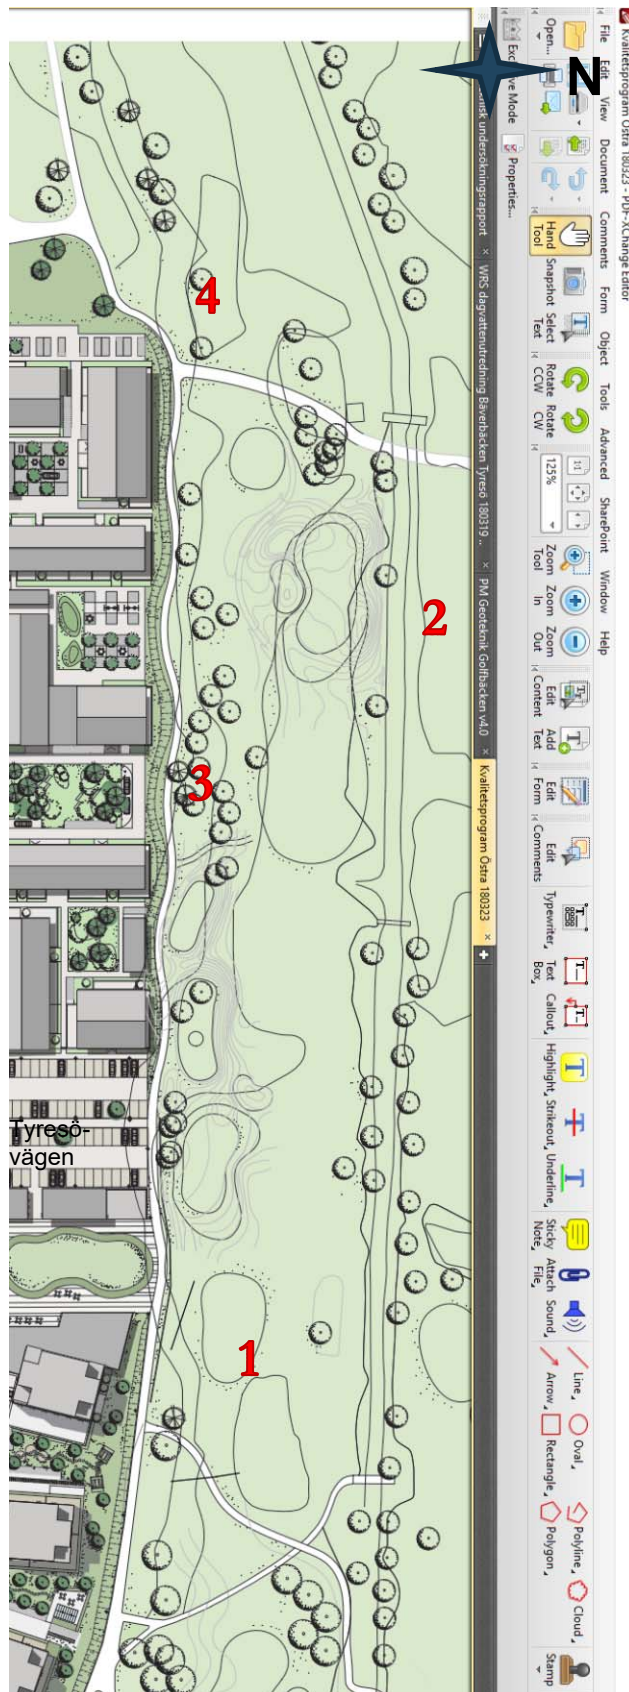 Kvalitetsprogram Östra 180323 - PDF-XChange Editor
File Edit View Document Comments Form Object Tools Advanced SharePoint Window Help
Open... Hand Tool Snapshot Select Text Rotate CCW Rotate CW 1:1 125% Zoom Tool Zoom In Zoom Out Edit Content Add Text Edit Form Edit Comments Typewriter Text Box Callout Highlight Strikeout Underline Sticky Note Attach File Sound Line Arrow Oval Rectangle Polyline Polygon Cloud Stamp
Mode Properties...
undersökningsrapport × WRS dagvattenutredning Bäverbäcken Tyresö 180319 .. × PM Geoteknik Golfbäcken v4.0 × Kvalitetsprogram Östra 180323 ×
N
4
2
3
Tyresö-
vägen
1